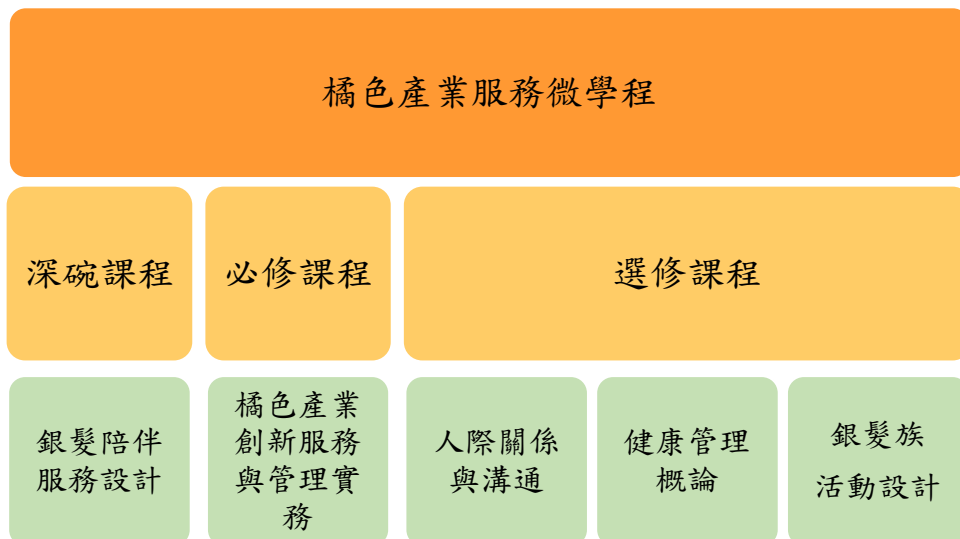 橘色產業服務微學程
深碗課程
必修課程
選修課程
銀髮陪伴
服務設計
橘色產業
創新服務
與管理實
務
人際關係
與溝通
健康管理
概論
銀髮族
活動設計